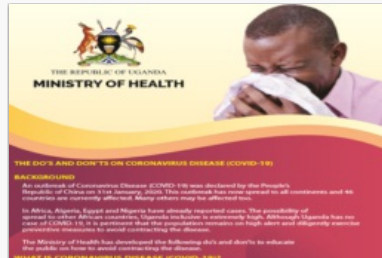 THE REPUBLIC OF UGANDA
MINISTRY OF HEALTH
THE DO'S AND DON'TS ON CORONAVIRUS DISEASE (COVID-19)
BACKGROUND
An outbreak of Coronavirus Disease (COVID-19) was declared by the People's
Republic of China on 31st January, 2020. This outbreak has now spread to all continents and 46
countries are currently affected. Many others may be affected too.
In Africa, Algeria, Egypt and Nigeria have already reported cases. The possibility of
spread to other African countries, Uganda inclusive is extremely high. Although Uganda has no
case of COVID-19, it is pertinent that the population remains on high alert and diligently exercise
preventive measures to avoid contracting the disease.
The Ministry of Health has developed the following do's and don'ts to educate
the public on how to avoid contracting the disease.
WHAT IS CORONAVIRUS DISEASE (COVID-19)?